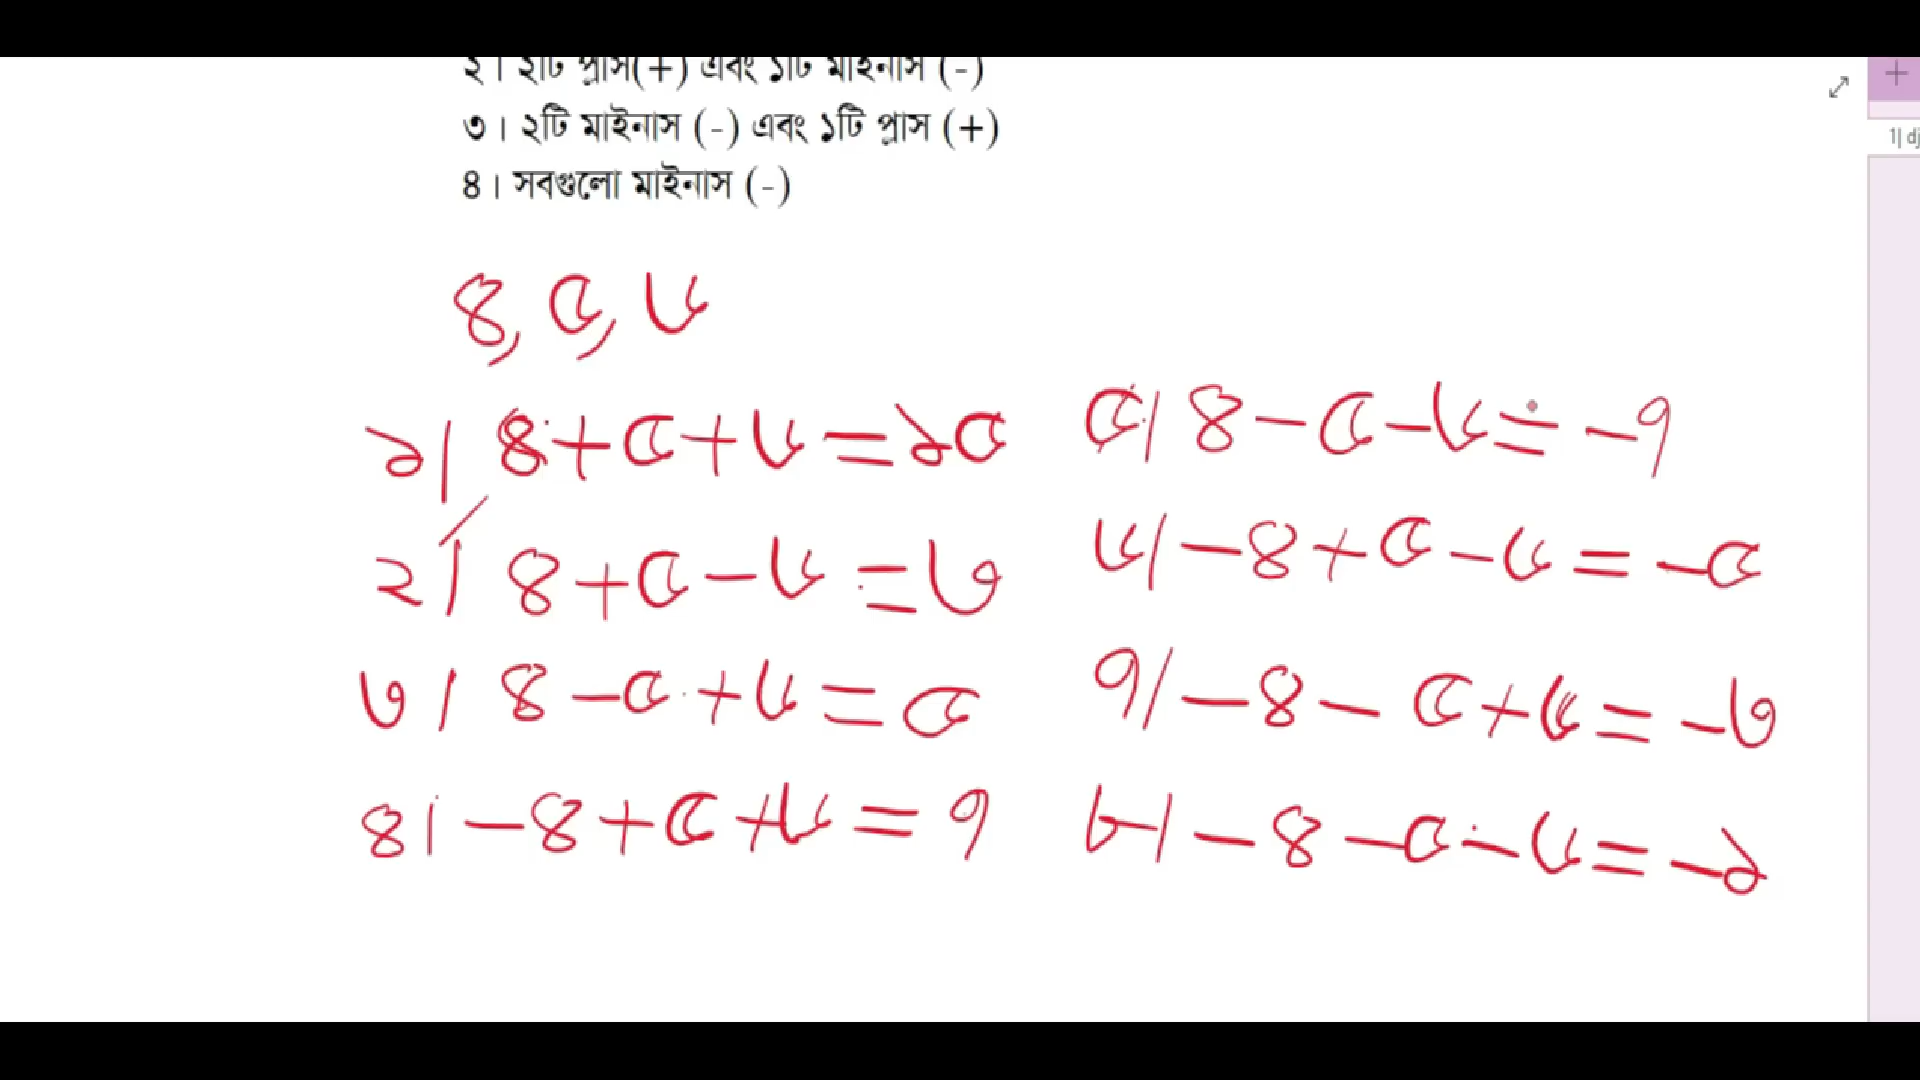 ২। ২টি প্লাস(+) এবং ১টি মাইনাস (-)
৩। ২টি মাইনাস (-) এবং ১টি প্লাস (+)
৪। সবগুলো মাইনাস (-)
৪, ৫, ৬
১। ৪+৫+৬=১৫
২। ৪+৫-৬=৩
৩। ৪-৫+৬=৫
৪। -৪+৫+৬=৭
৫। ৪-৫-৬=-৭
৬। -৪+৫-৬=-৫
৭। -৪-৫+৬=-৩
৮। -৪-৫-৬=-১